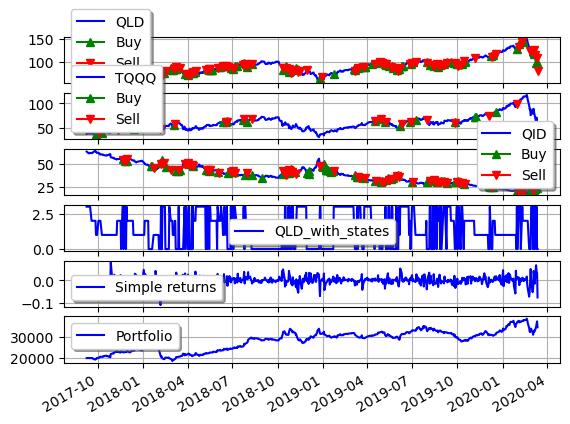 QLD
Buy
Sell
150
100
TQQQ
Buy
Sell
100
50
QID
Buy
Sell
50
25
2.5
0.0
QLD_with_states
0.0
−0.1
Simple returns
30000
20000
Portfolio
2017-10
2018-01
2018-04
2018-07
2018-10
2019-01
2019-04
2019-07
2019-10
2020-01
2020-04